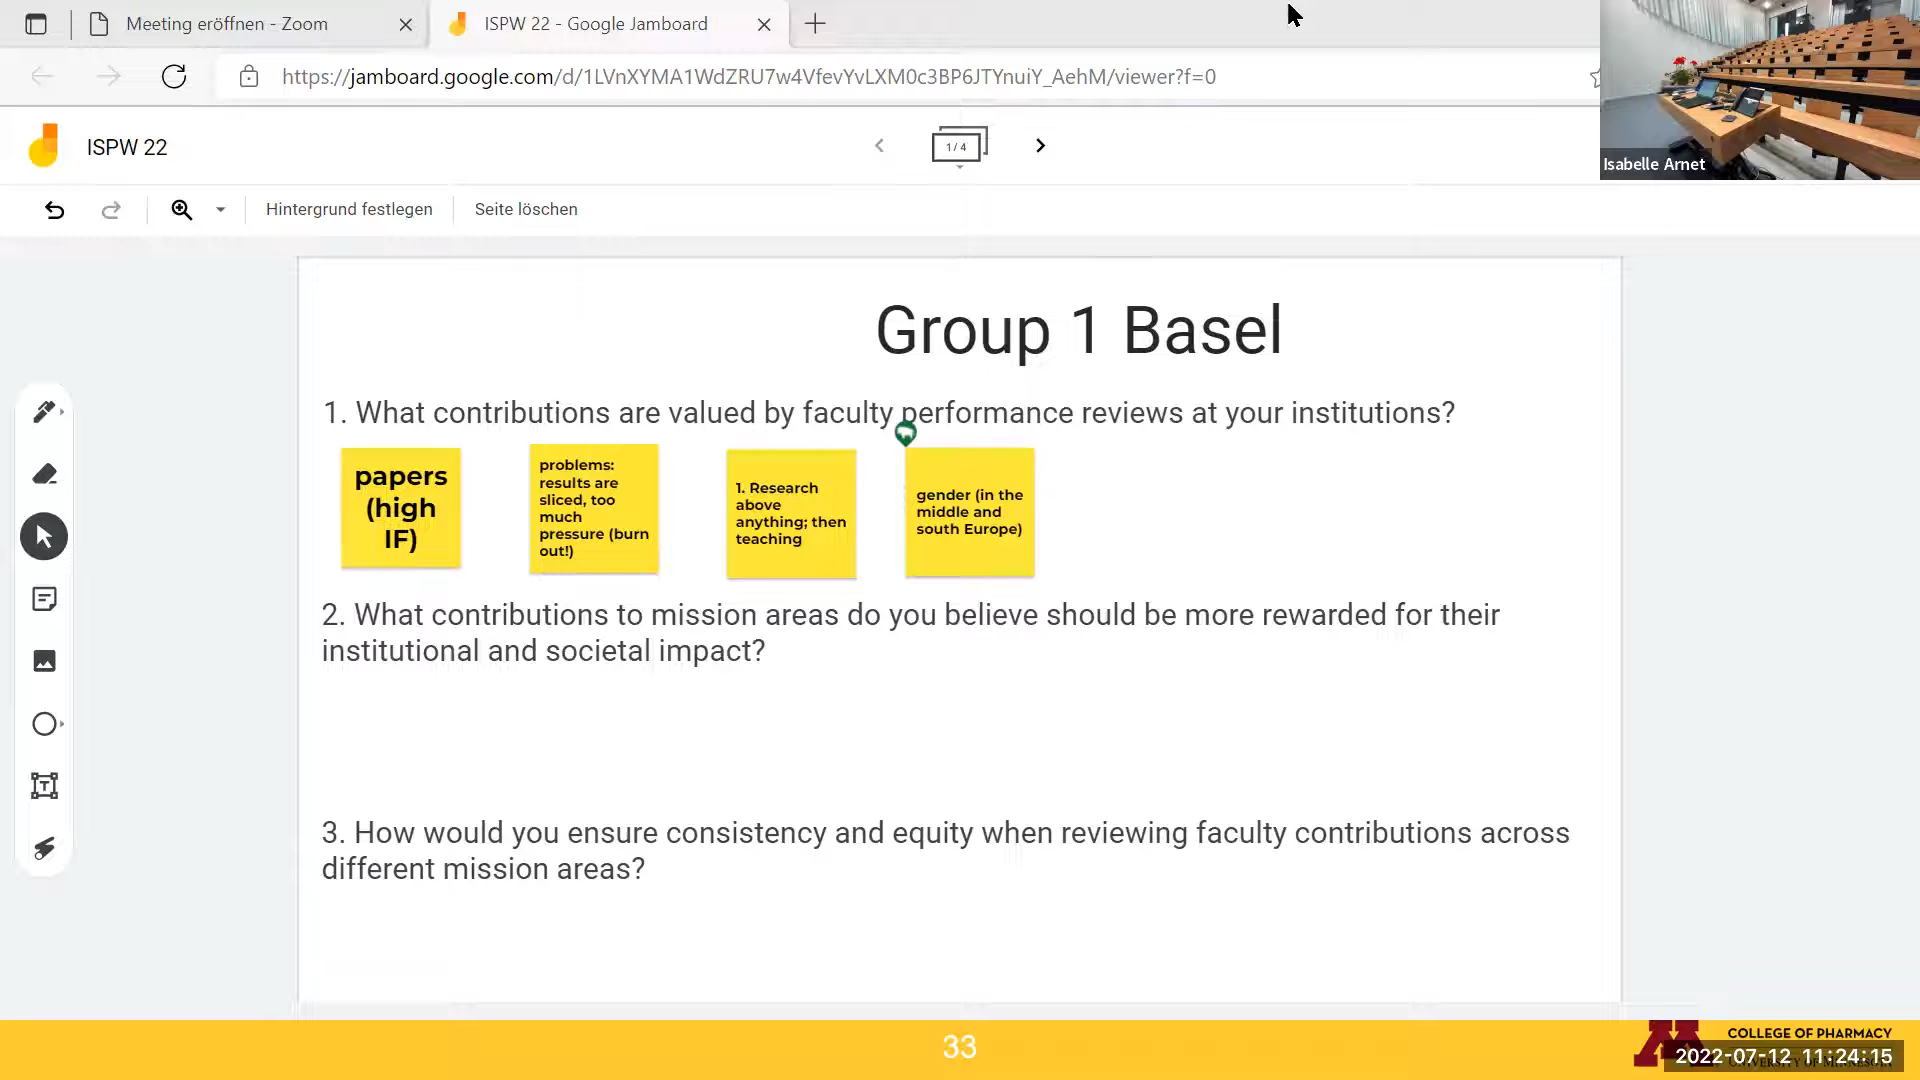 Meeting eröffnen - Zoom
ISPW 22 - Google Jamboard
https://jamboard.google.com/d/1LVnXYMA1WdZRU7w4VfevYvLXM0c3BP6JTYnuiY_AehM/viewer?f=0
Isabelle Arnet
ISPW 22
1 / 4
Hintergrund festlegen
Seite löschen
Group 1 Basel
1. What contributions are valued by faculty performance reviews at your institutions?
papers
(high
IF)
problems:
results are
sliced, too
much
pressure (burn
out!)
1. Research
above
anything; then
teaching
gender (in the
middle and
south Europe)
2. What contributions to mission areas do you believe should be more rewarded for their
institutional and societal impact?
3. How would you ensure consistency and equity when reviewing faculty contributions across
different mission areas?
33
COLLEGE OF PHARMACY
UNIVERSITY OF MINNESOTA
2022-07-12 11:24:15